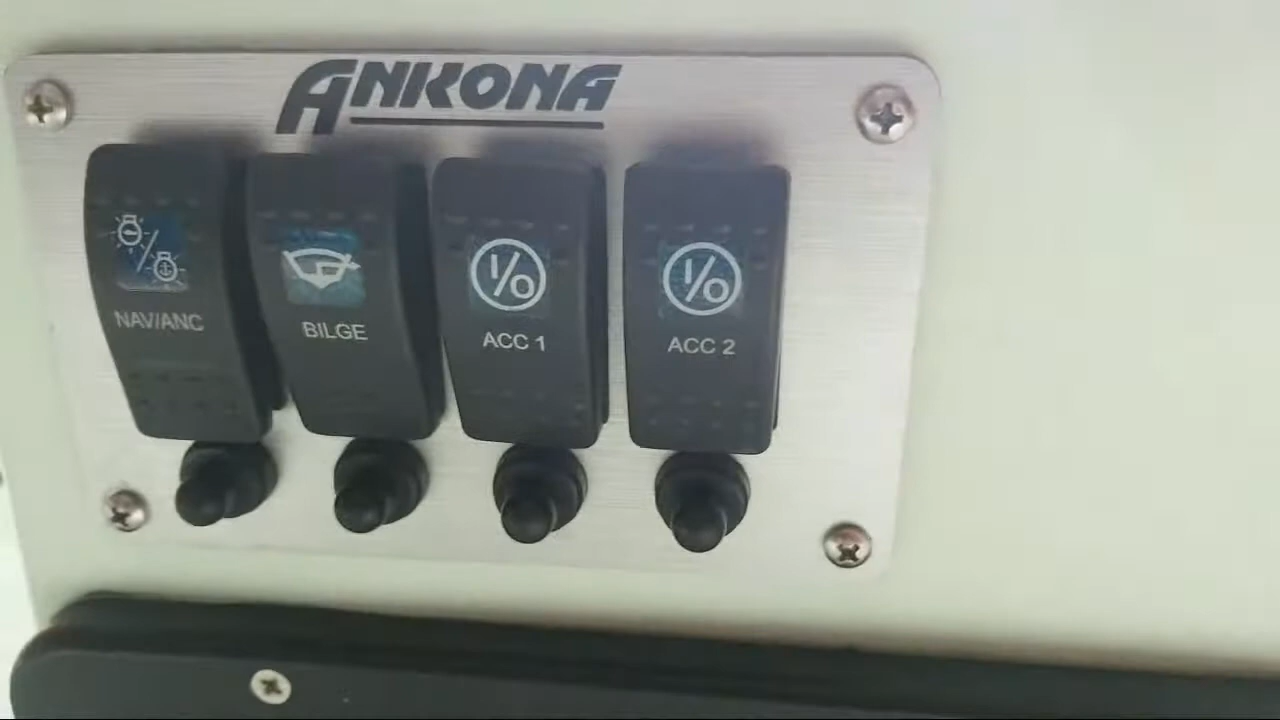 ANKONA
NAV/ANC
BILGE
I/O
ACC 1
I/O
ACC 2